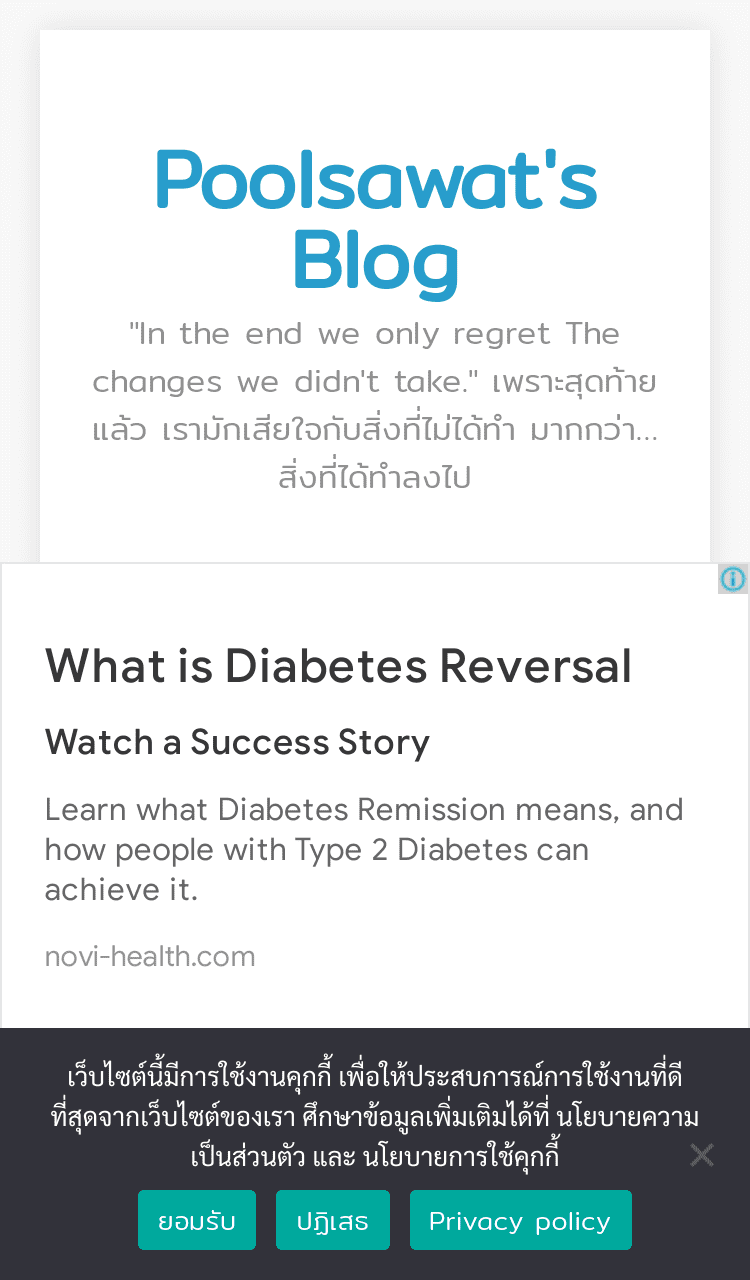 Poolsawat's
Blog
"In the end we only regret The
changes we didn't take." เพราะสุดท้าย
แล้ว เรามักเสียใจกับสิ่งที่ไม่ได้ทำ มากกว่า...
สิ่งที่ได้ทำลงไป
What is Diabetes Reversal
Watch a Success Story
Learn what Diabetes Remission means, and
how people with Type 2 Diabetes can
achieve it.
novi-health.com
เว็บไซต์นี้มีการใช้งานคุกกี้ เพื่อให้ประสบการณ์การใช้งานที่ดี
ที่สุดจากเว็บไซต์ของเรา ศึกษาข้อมูลเพิ่มเติมได้ที่ นโยบายความ
เป็นส่วนตัว และ นโยบายการใช้คุกกี้
ยอมรับ ปฏิเสธ Privacy policy